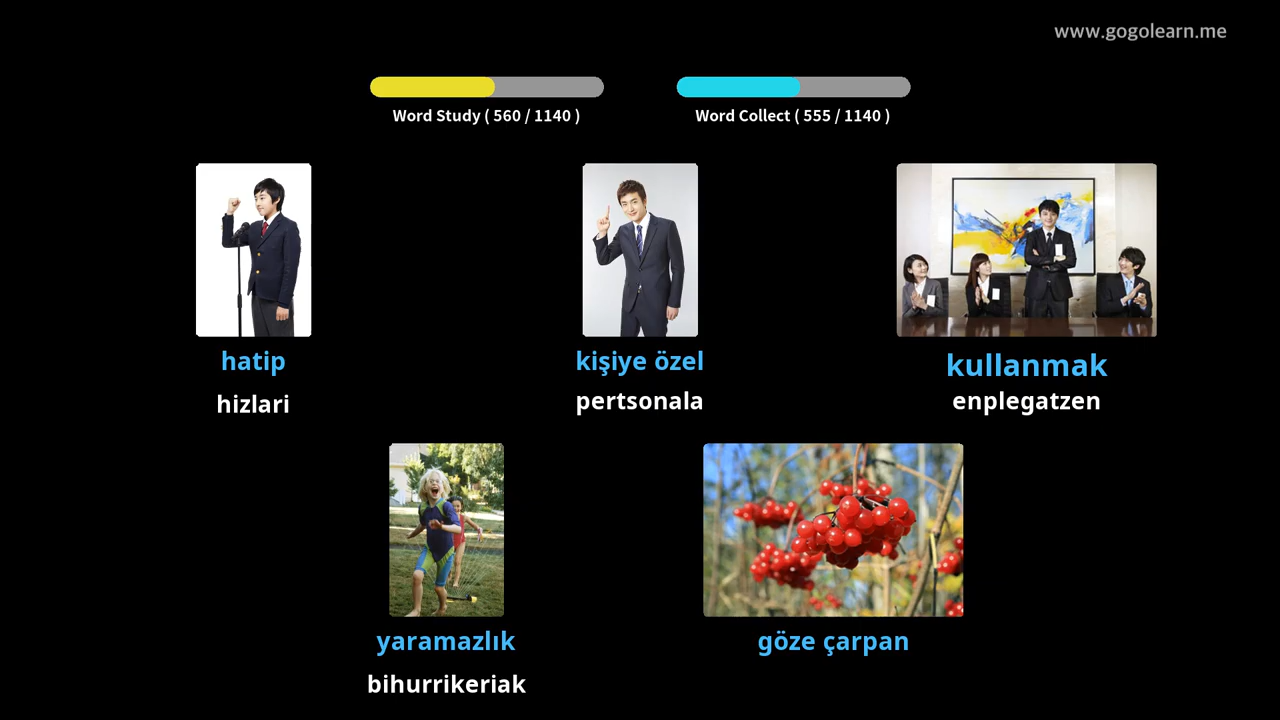 www.gogolearn.me
Word Study ( 560 / 1140 )
Word Collect ( 555 / 1140 )
hatip
hizlari
kişiye özel
pertsonala
kullanmak
enplegatzen
yaramazlık
bihurrikeriak
göze çarpan